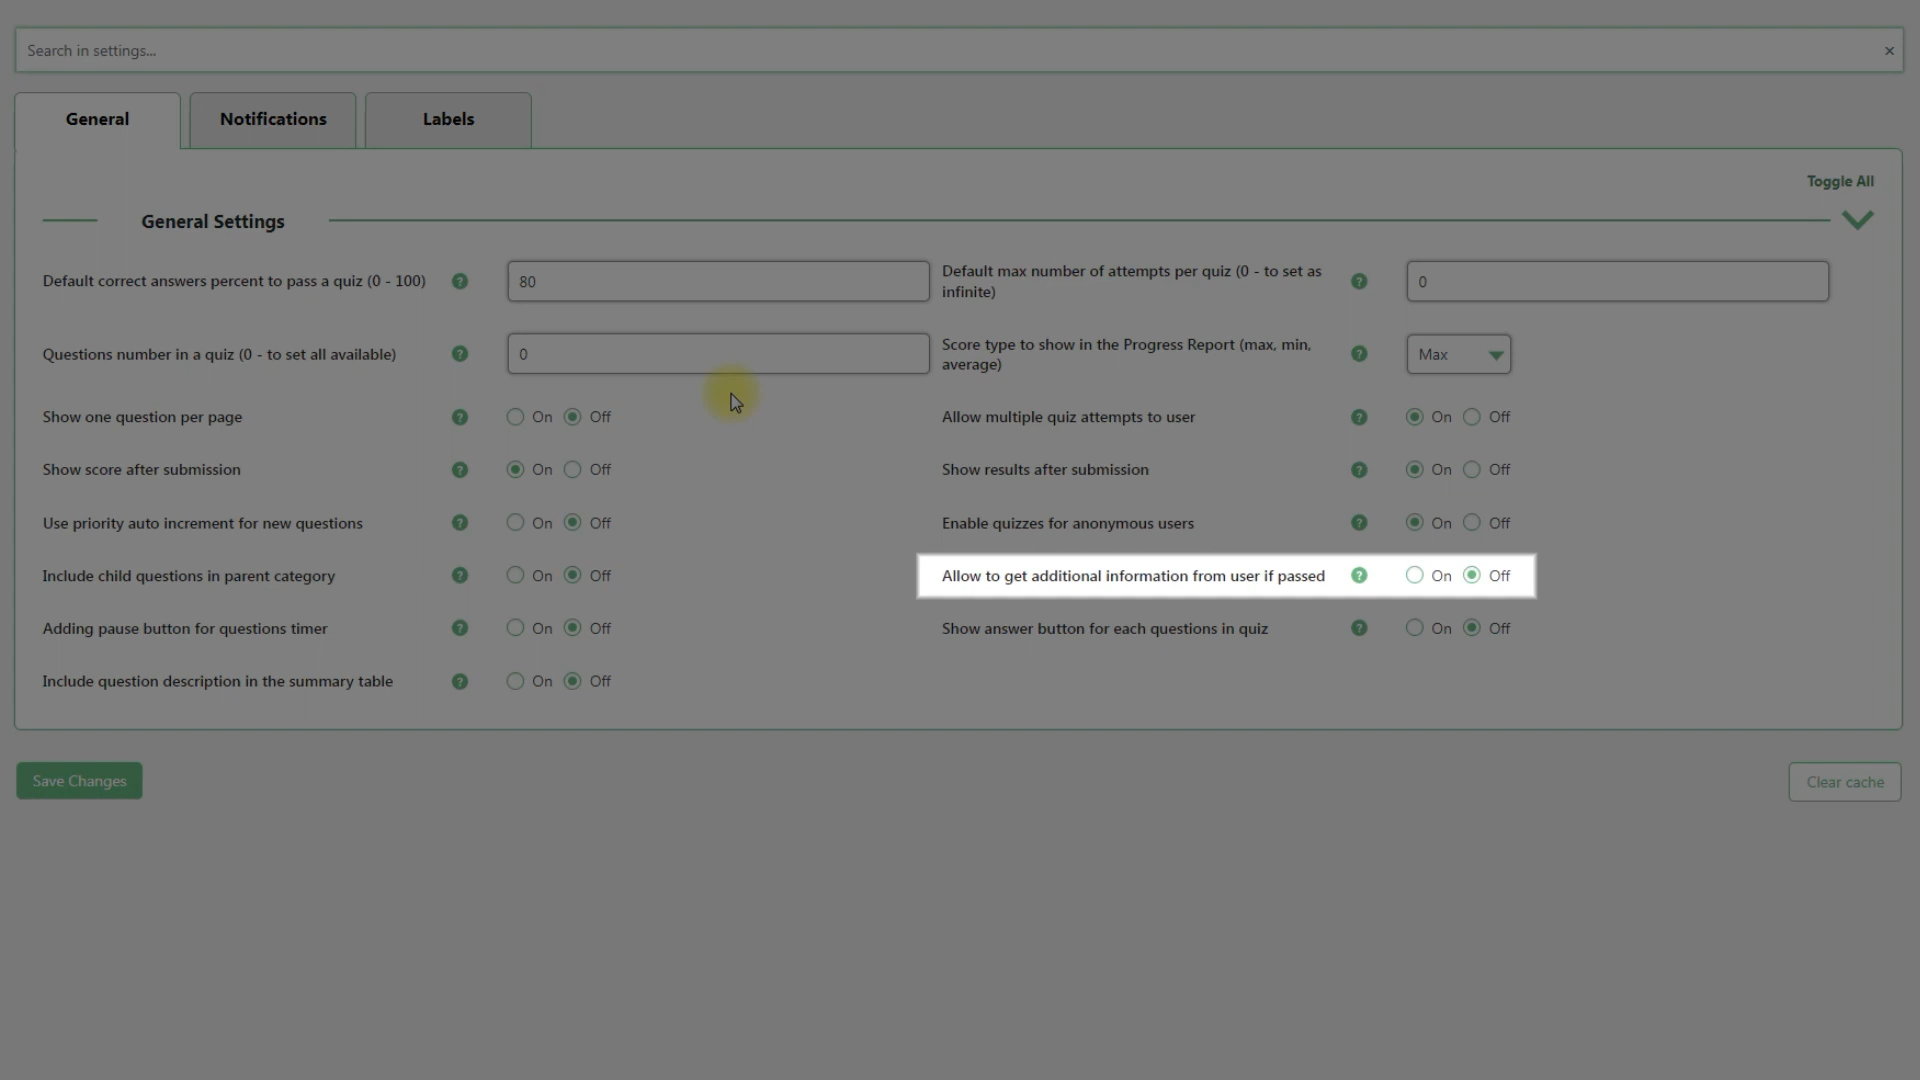 Search in settings...
×
General
Notifications
Labels
Toggle All
General Settings
Default correct answers percent to pass a quiz (0 - 100)
?
80
Default max number of attempts per quiz (0 - to set as
infinite)
?
0
Questions number in a quiz (0 - to set all available)
?
0
Score type to show in the Progress Report (max, min,
average)
?
Max
Show one question per page ? On Off
Allow multiple quiz attempts to user ? On Off
Show score after submission ? On Off
Show results after submission ? On Off
Use priority auto increment for new questions ? On Off
Enable quizzes for anonymous users ? On Off
Include child questions in parent category ? On Off
Allow to get additional information from user if passed ? On Off
Adding pause button for questions timer ? On Off
Show answer button for each questions in quiz ? On Off
Include question description in the summary table ? On Off
Save Changes
Clear cache